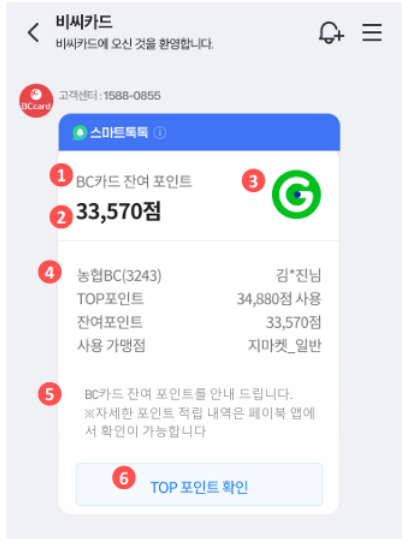 비씨카드
비씨카드에 오신 것을 환영합니다.
고객센터 : 1588-0855
BCcard
스마트톡톡
1 BC카드 잔여 포인트
2 33,570점
3
G
4 농협BC(3243) 김*진님
TOP포인트 34,880점 사용
잔여포인트 33,570점
사용 가맹점 지마켓_일반
5 BC카드 잔여 포인트를 안내 드립니다.
※자세한 포인트 적립 내역은 페이북 앱에
서 확인이 가능합니다
6 TOP 포인트 확인